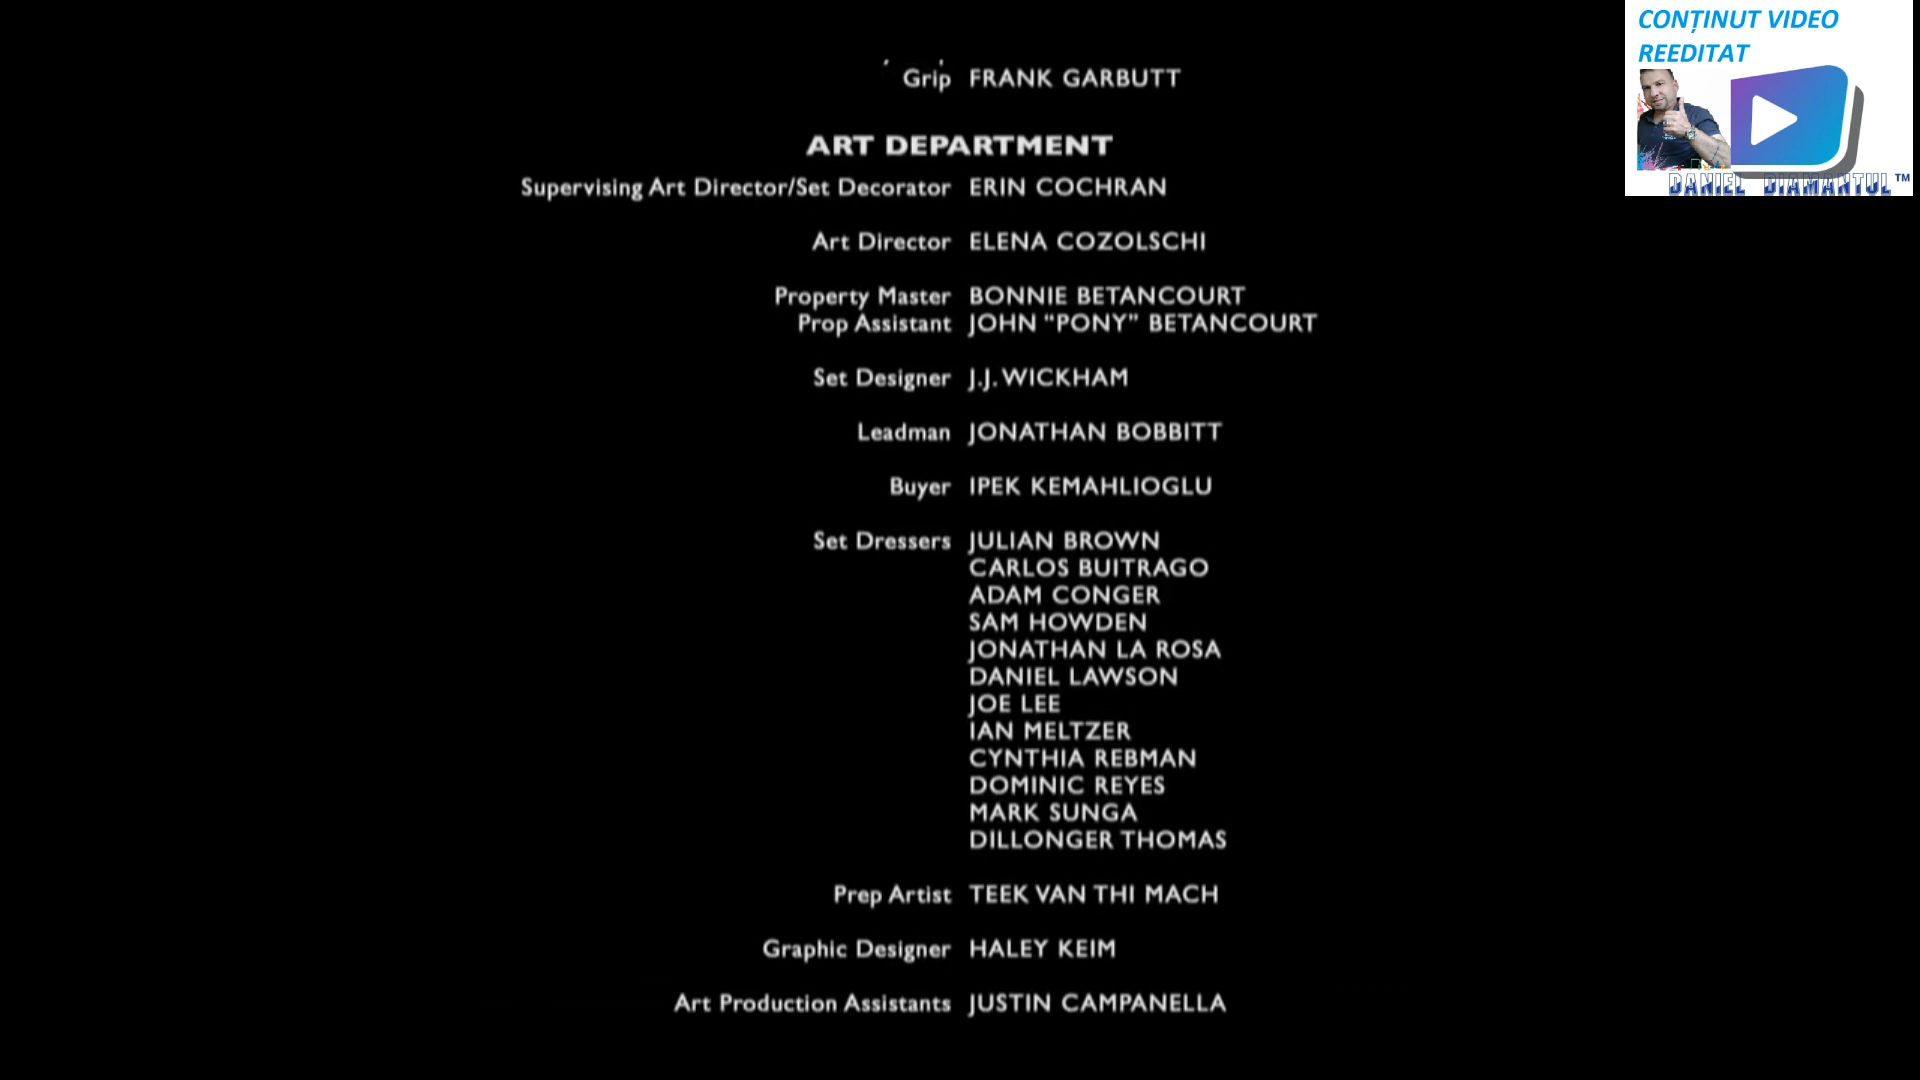 CONȚINUT VIDEO
REEDITAT
DANIEL DIAMANTUL™
Grip FRANK GARBUTT
ART DEPARTMENT
Supervising Art Director/Set Decorator ERIN COCHRAN
Art Director ELENA COZOLSCHI
Property Master BONNIE BETANCOURT
Prop Assistant JOHN “PONY” BETANCOURT
Set Designer J.J. WICKHAM
Leadman JONATHAN BOBBITT
Buyer IPEK KEMAHLIOGLU
Set Dressers JULIAN BROWN
CARLOS BUITRAGO
ADAM CONGER
SAM HOWDEN
JONATHAN LA ROSA
DANIEL LAWSON
JOE LEE
IAN MELTZER
CYNTHIA REBMAN
DOMINIC REYES
MARK SUNGA
DILLONGER THOMAS
Prep Artist TEEK VAN THI MACH
Graphic Designer HALEY KEIM
Art Production Assistants JUSTIN CAMPANELLA